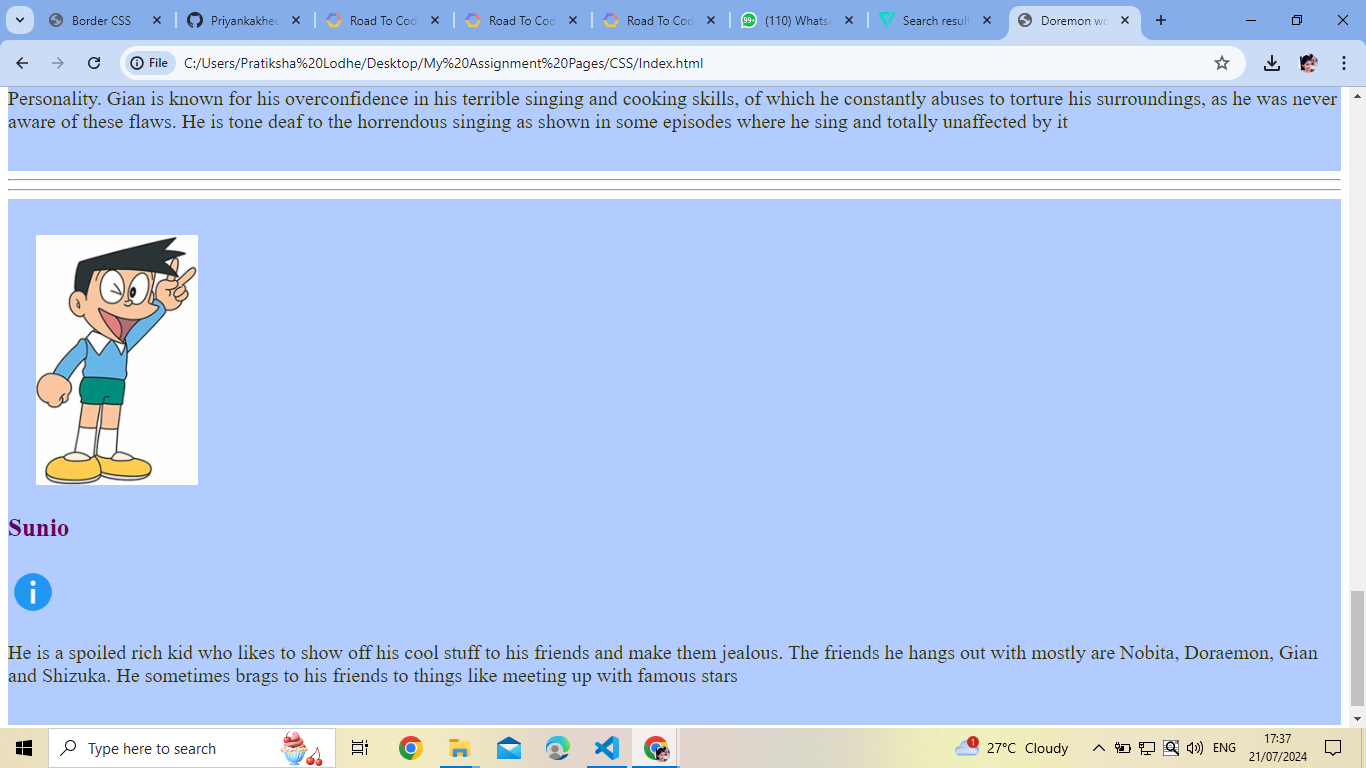 Border CSS
Priyankakhec
Road To Cod
Road To Cod
Road To Cod
99+
(110) WhatsA
Search result
Doremon wo
File
C:/Users/Pratiksha%20Lodhe/Desktop/My%20Assignment%20Pages/CSS/Index.html
Personality. Gian is known for his overconfidence in his terrible singing and cooking skills, of which he constantly abuses to torture his surroundings, as he was never
aware of these flaws. He is tone deaf to the horrendous singing as shown in some episodes where he sing and totally unaffected by it
Sunio
i
He is a spoiled rich kid who likes to show off his cool stuff to his friends and make them jealous. The friends he hangs out with mostly are Nobita, Doraemon, Gian
and Shizuka. He sometimes brags to his friends to things like meeting up with famous stars
Type here to search
1
27°C Cloudy
ENG
17:37
21/07/2024